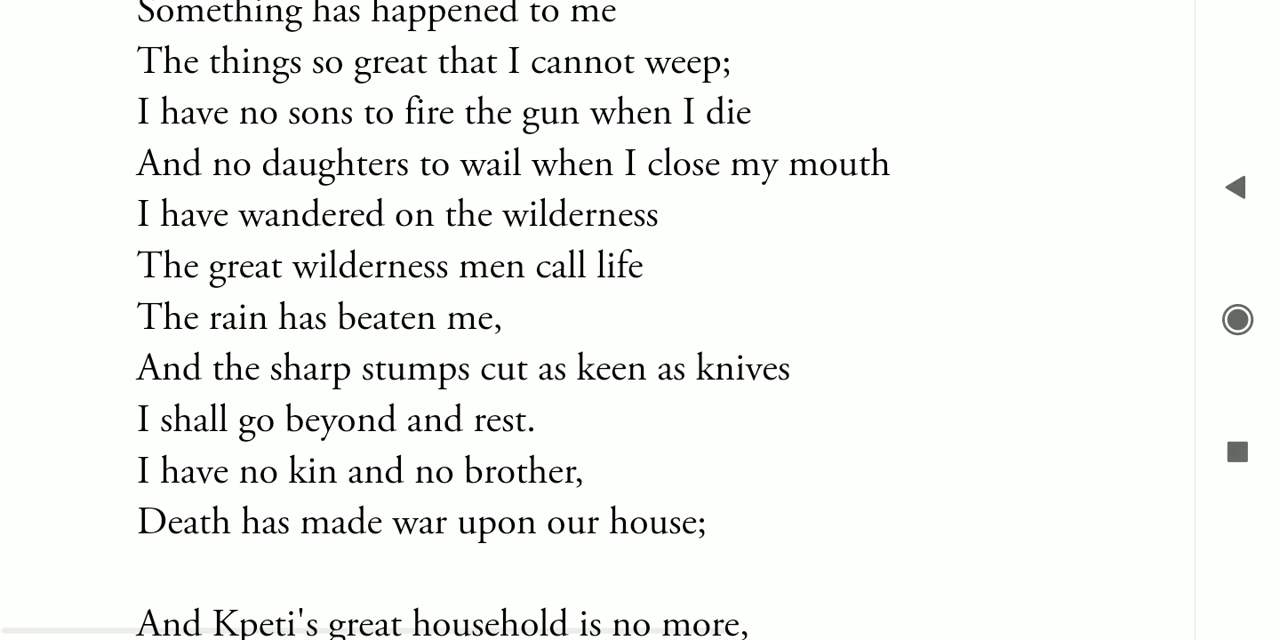 Something has happened to me
The things so great that I cannot weep;
I have no sons to fire the gun when I die
And no daughters to wail when I close my mouth
I have wandered on the wilderness
The great wilderness men call life
The rain has beaten me,
And the sharp stumps cut as keen as knives
I shall go beyond and rest.
I have no kin and no brother,
Death has made war upon our house;
And Kpeti's great household is no more,